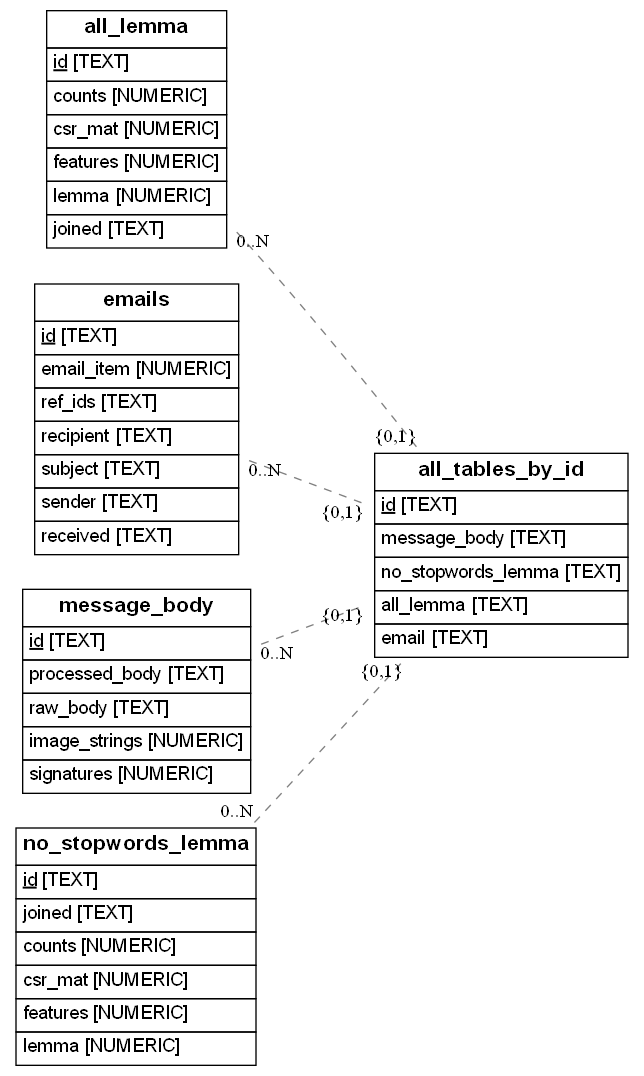 all_lemma
id [TEXT]
counts [NUMERIC]
csr_mat [NUMERIC]
features [NUMERIC]
lemma [NUMERIC]
joined [TEXT]
0..N
emails
id [TEXT]
email_item [NUMERIC]
ref_ids [TEXT]
recipient [TEXT]
subject [TEXT]
sender [TEXT]
received [TEXT]
0..N
{0,1}
{0,1}
all_tables_by_id
id [TEXT]
message_body [TEXT]
no_stopwords_lemma [TEXT]
all_lemma [TEXT]
email [TEXT]
{0,1}
{0,1}
message_body
id [TEXT]
processed_body [TEXT]
raw_body [TEXT]
image_strings [NUMERIC]
signatures [NUMERIC]
0..N
0..N
no_stopwords_lemma
id [TEXT]
joined [TEXT]
counts [NUMERIC]
csr_mat [NUMERIC]
features [NUMERIC]
lemma [NUMERIC]